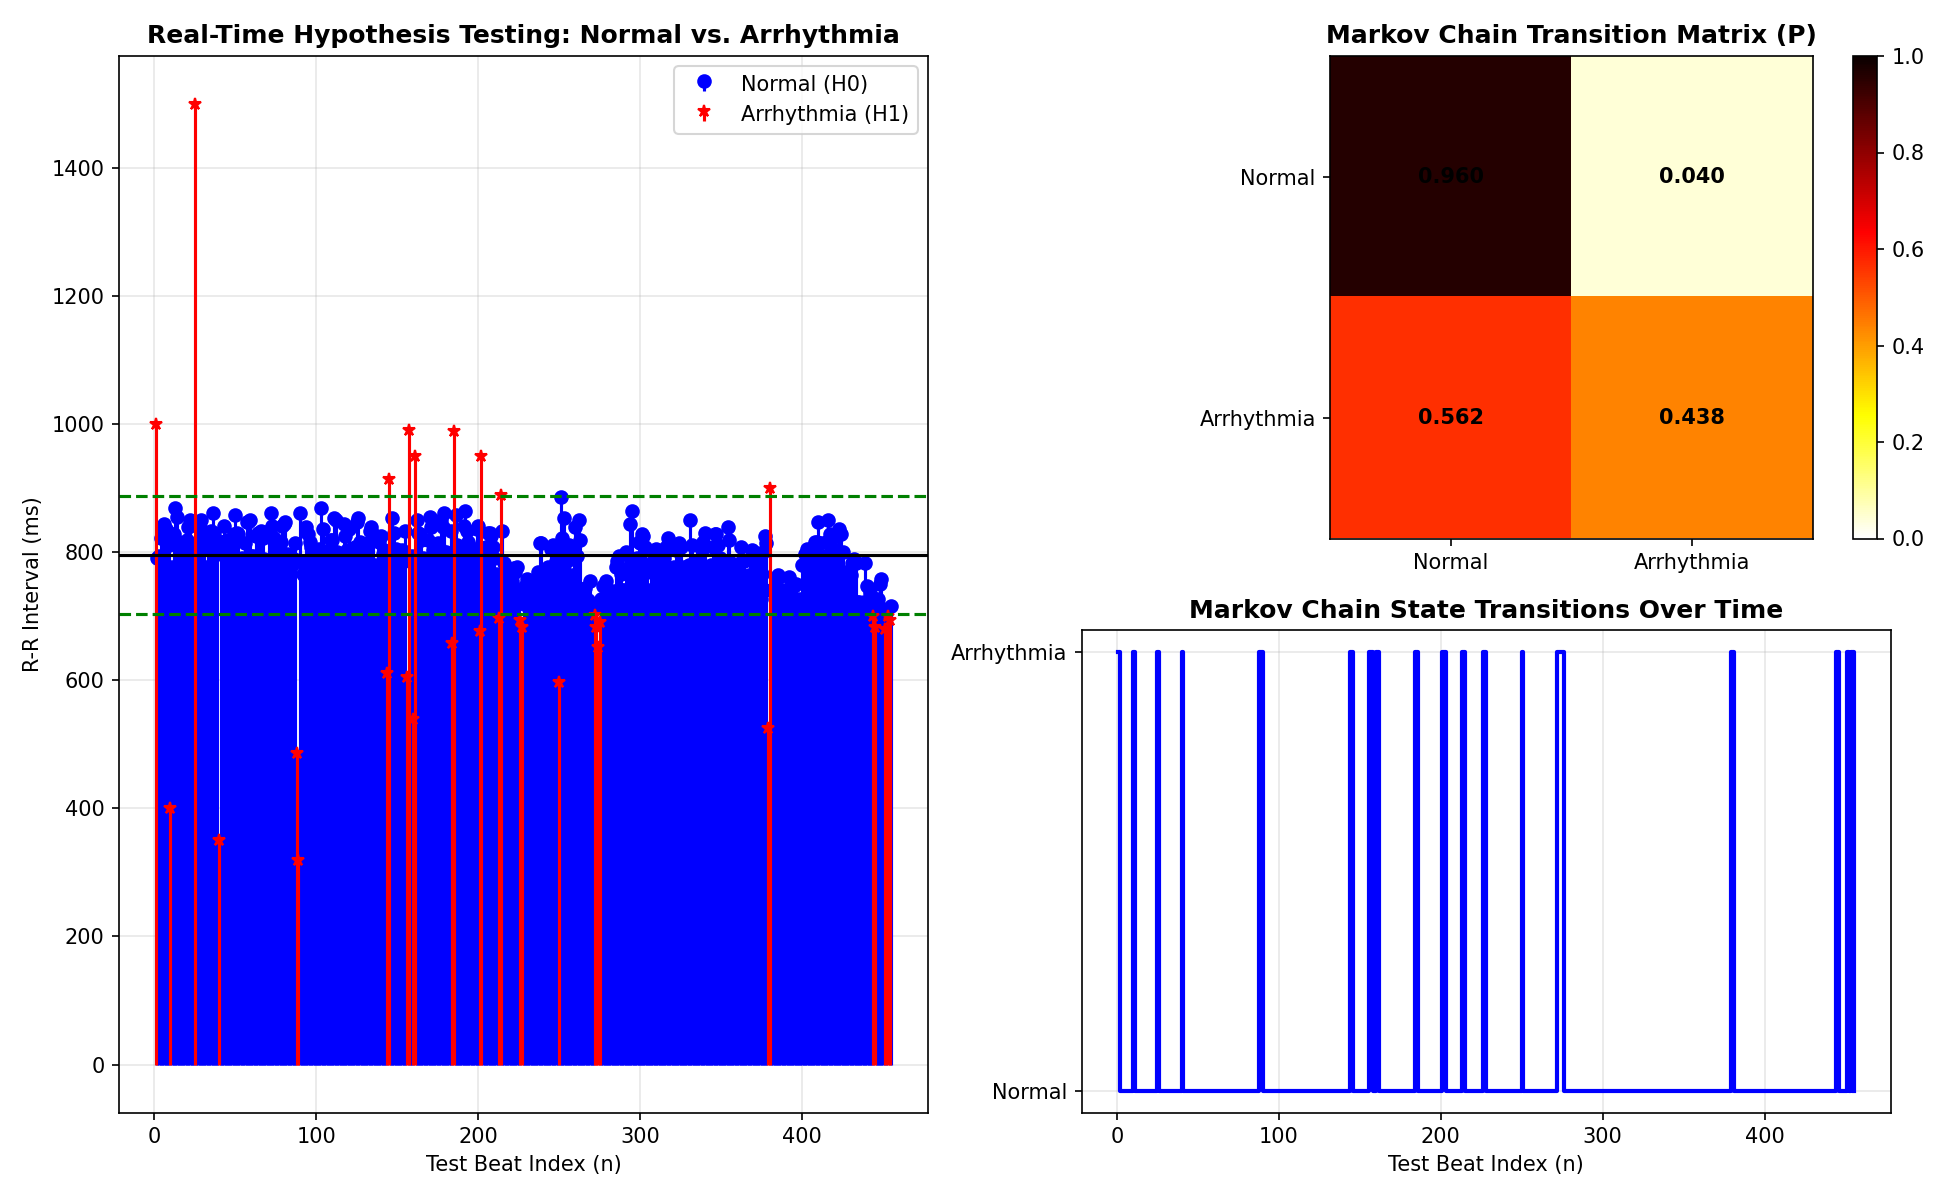 Real-Time Hypothesis Testing: Normal vs. Arrhythmia
Normal (H0)
Arrhythmia (H1)
1400
1200
1000
800
600
400
200
0
R-R Interval (ms)
0 100 200 300 400
Test Beat Index (n)
Markov Chain Transition Matrix (P)
Normal
0.960 0.040
Arrhythmia
0.562 0.438
Normal Arrhythmia
1.0
0.8
0.6
0.4
0.2
0.0
Markov Chain State Transitions Over Time
Arrhythmia
Normal
0 100 200 300 400
Test Beat Index (n)